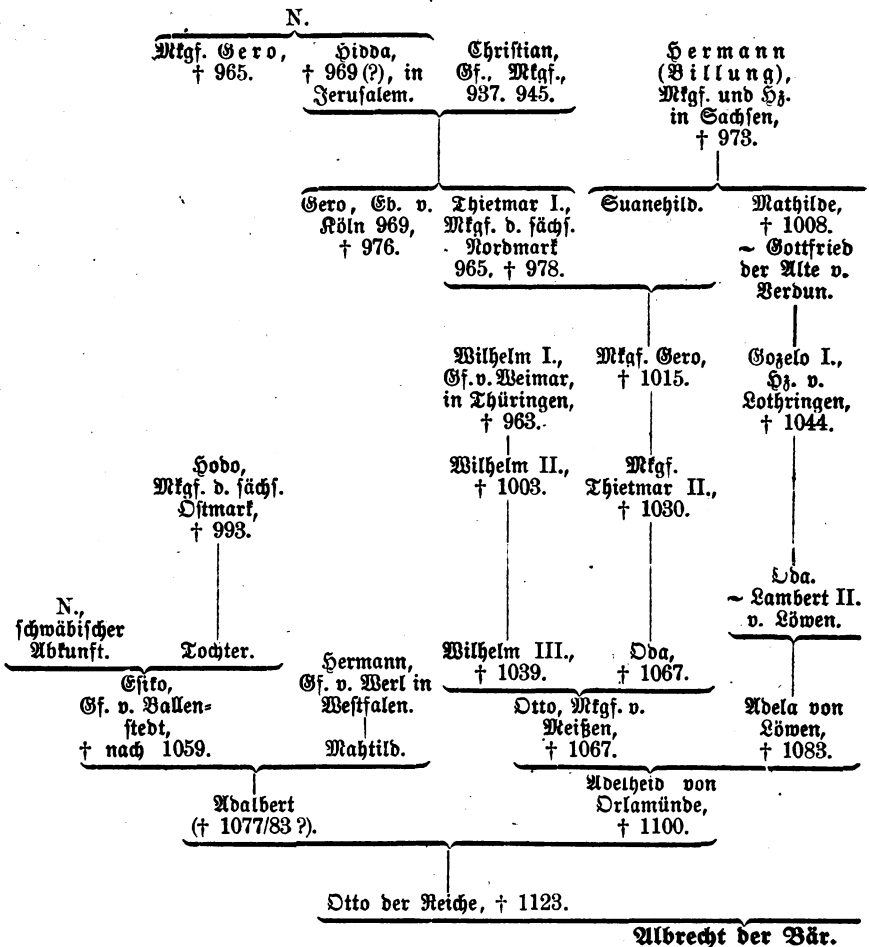 N.
Mkgf. Gero,
† 965.
Hidda,
† 969 (?), in
Jerusalem.
Christian,
Gf., Mkgf.,
937. 945.
Hermann
(Billung),
Mkgf. und Hz.
in Sachsen,
† 973.
Gero, Eb. v.
Köln 969,
† 976.
Thietmar I.,
Mkgf. d. sächs.
Nordmark
965, † 978.
Suanehild.
Mathilde,
† 1008.
~ Gottfried
der Alte v.
Verdun.
Wilhelm I.,
Gf. v. Weimar,
in Thüringen,
† 963.
Mkgf. Gero,
† 1015.
Gozelo I.,
Hz. v.
Lothringen,
† 1044.
Hodo,
Mkgf. d. sächs.
Ostmark,
† 993.
Wilhelm II.,
† 1003.
Mkgf.
Thietmar II.,
† 1030.
Oda.
~ Lambert II.
v. Löwen.
N.,
schwäbischer
Abkunft.
Tochter.
Hermann,
Gf. v. Werl in
Westfalen.
Wilhelm III.,
† 1039.
Oda,
† 1067.
Esiko,
Gf. v. Ballen=
stedt,
† nach 1059.
Mahtild.
Otto, Mkgf. v.
Meißen,
† 1067.
Adela von
Löwen,
† 1083.
Adalbert
(† 1077/83 ?).
Adelheid von
Orlamünde,
† 1100.
Otto der Reiche, † 1123.
Albrecht der Bär.